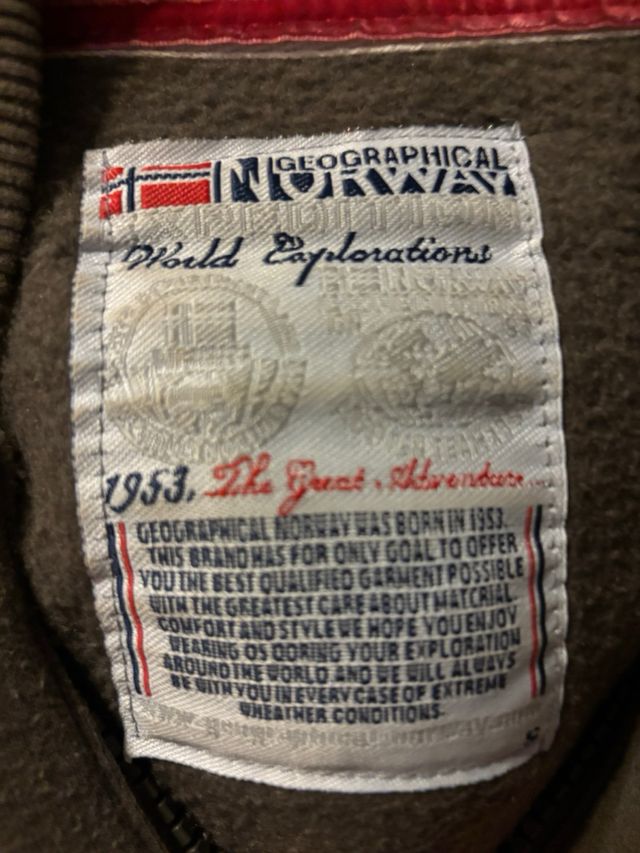 GEOGRAPHICAL
NORWAY
EXPEDITION
World Explorations
1953. The Great Adventure...
GEOGRAPHICAL NORWAY WAS BORN IN 1953.
THIS BRAND HAS FOR ONLY GOAL TO OFFER
YOU THE BEST QUALIFIED GARMENT POSSIBLE
WITH THE GREATEST CARE ABOUT MATERIAL
COMFORT AND STYLE WE HOPE YOU ENJOY
WEARING OS DORING YOUR EXPLORATION
AROUND THE WORLD AND WE WILL ALWAYS
BE WITH YOU IN EVERY CASE OF EXTREME
WHEATHER CONDITIONS.